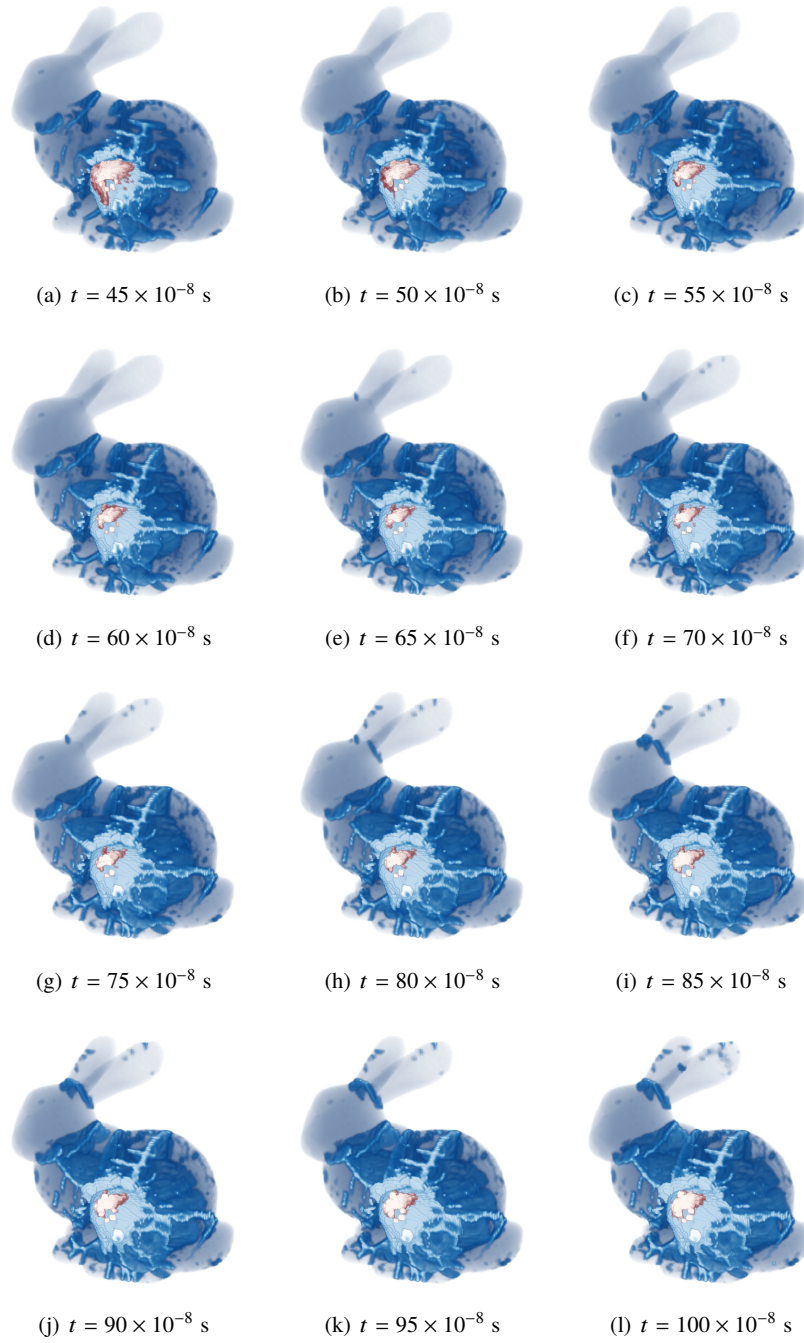 (a) t = 45 × 10⁻⁸ s (b) t = 50 × 10⁻⁸ s (c) t = 55 × 10⁻⁸ s
(d) t = 60 × 10⁻⁸ s (e) t = 65 × 10⁻⁸ s (f) t = 70 × 10⁻⁸ s
(g) t = 75 × 10⁻⁸ s (h) t = 80 × 10⁻⁸ s (i) t = 85 × 10⁻⁸ s
(j) t = 90 × 10⁻⁸ s (k) t = 95 × 10⁻⁸ s (l) t = 100 × 10⁻⁸ s